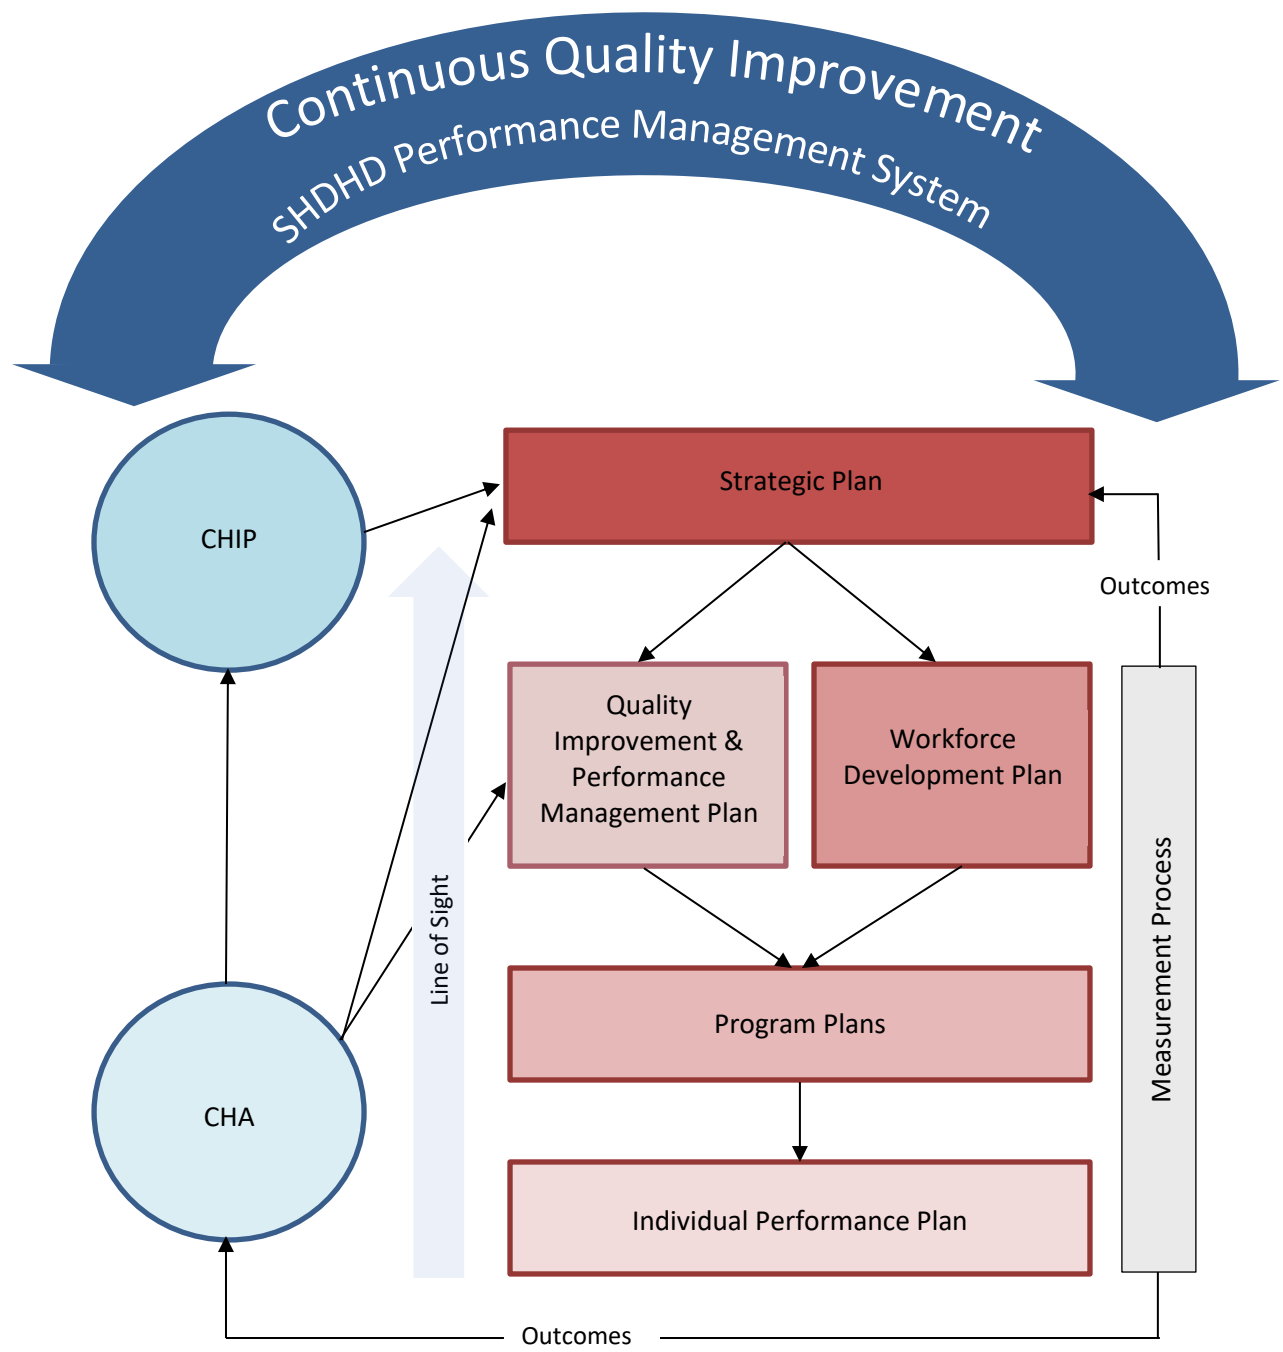 Continuous Quality Improvement
SHDHD Performance Management System
CHIP
Strategic Plan
Outcomes
Quality
Improvement &
Performance
Management Plan
Workforce
Development Plan
Line of Sight
Measurement Process
Program Plans
CHA
Individual Performance Plan
Outcomes